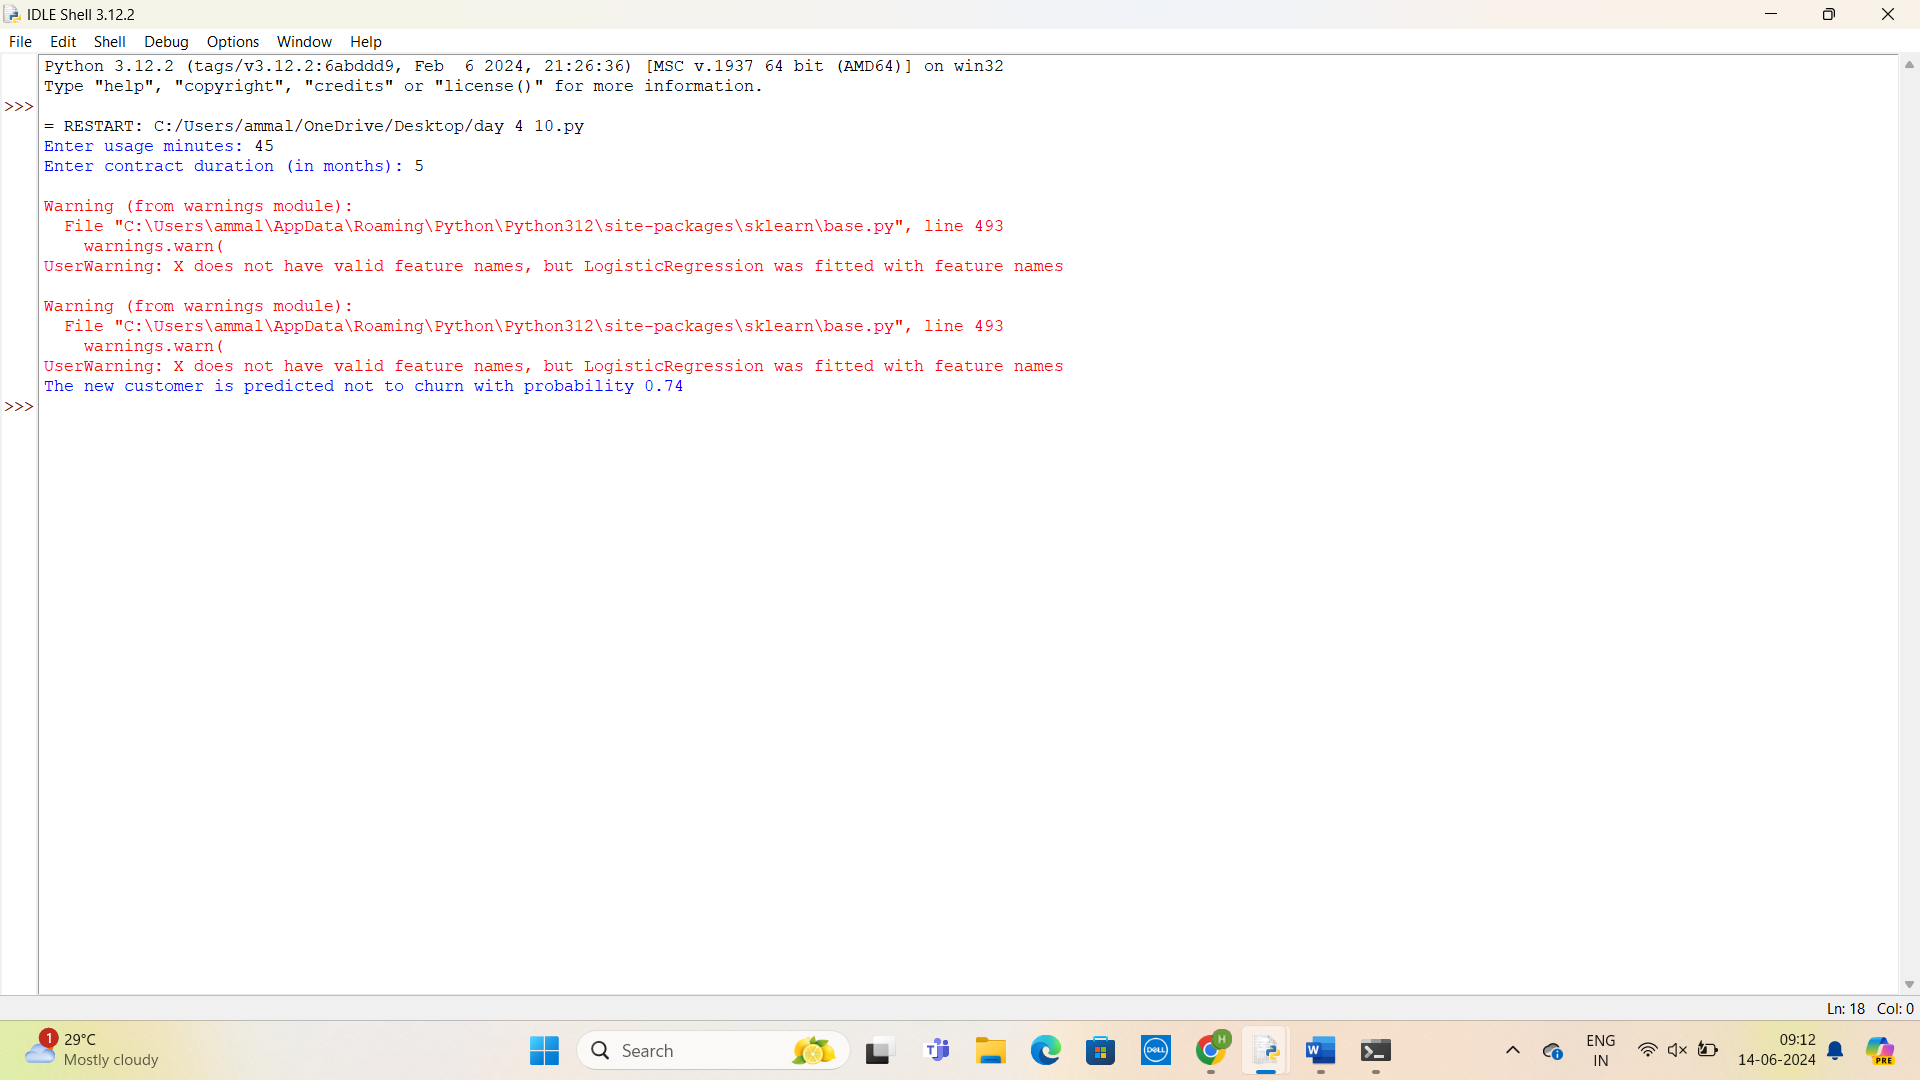 IDLE Shell 3.12.2
File Edit Shell Debug Options Window Help
Python 3.12.2 (tags/v3.12.2:6abddd9, Feb  6 2024, 21:26:36) [MSC v.1937 64 bit (AMD64)] on win32
Type "help", "copyright", "credits" or "license()" for more information.
>>>
= RESTART: C:/Users/ammal/OneDrive/Desktop/day 4 10.py
Enter usage minutes: 45
Enter contract duration (in months): 5
Warning (from warnings module):
  File "C:\Users\ammal\AppData\Roaming\Python\Python312\site-packages\sklearn\base.py", line 493
    warnings.warn(
UserWarning: X does not have valid feature names, but LogisticRegression was fitted with feature names
Warning (from warnings module):
  File "C:\Users\ammal\AppData\Roaming\Python\Python312\site-packages\sklearn\base.py", line 493
    warnings.warn(
UserWarning: X does not have valid feature names, but LogisticRegression was fitted with feature names
The new customer is predicted not to churn with probability 0.74
>>>
Ln: 18 Col: 0
1
29°C
Mostly cloudy
Search
DELL
H
W
ENG
IN
09:12
14-06-2024
PRE